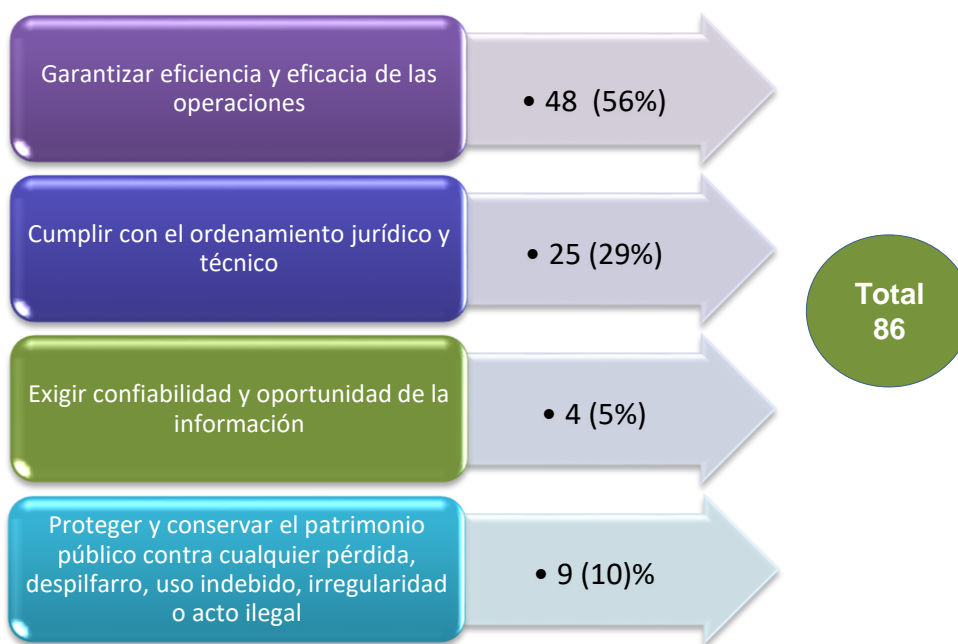 Garantizar eficiencia y eficacia de las
operaciones
• 48 (56%)
Cumplir con el ordenamiento jurídico y
técnico
• 25 (29%)
Exigir confiabilidad y oportunidad de la
información
• 4 (5%)
Proteger y conservar el patrimonio
público contra cualquier pérdida,
despilfarro, uso indebido, irregularidad
o acto ilegal
• 9 (10)%
Total
86